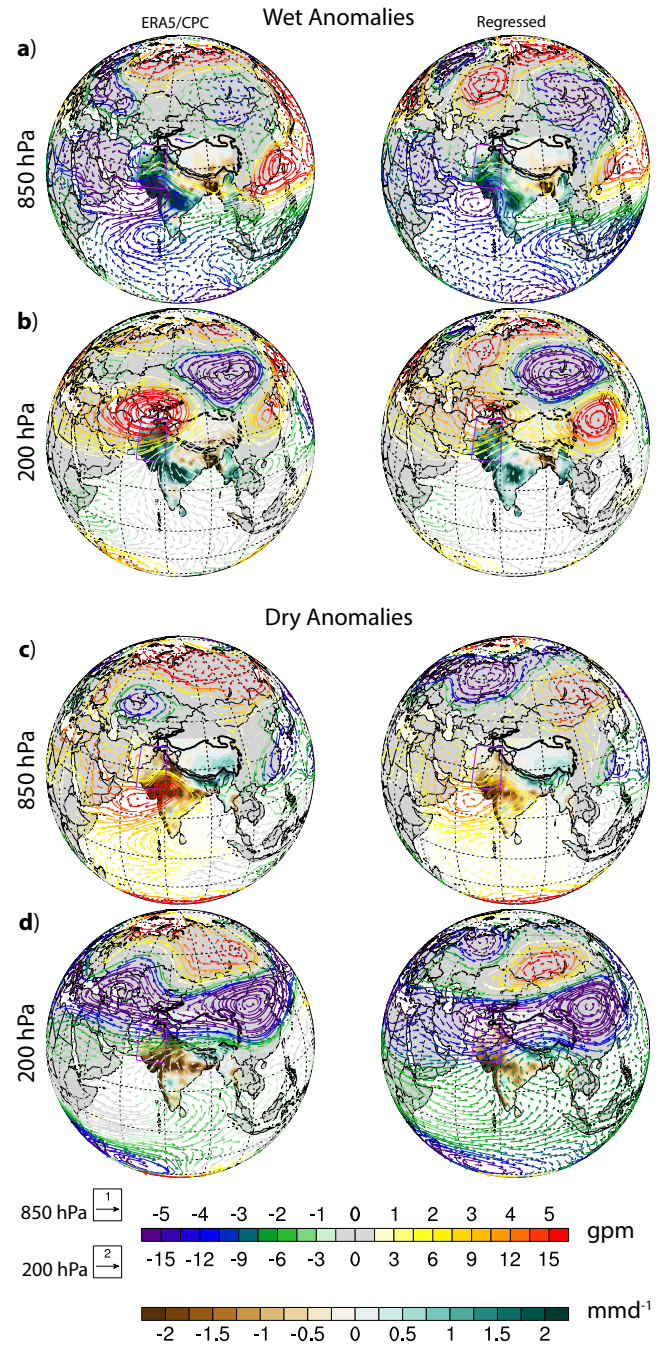 Wet Anomalies
ERA5/CPC
Regressed
a)
850 hPa
b)
200 hPa
Dry Anomalies
c)
850 hPa
d)
200 hPa
850 hPa 1
-5 -4 -3 -2 -1 0 1 2 3 4 5
gpm
200 hPa 2
-15 -12 -9 -6 -3 0 3 6 9 12 15
mmd-1
-2 -1.5 -1 -0.5 0 0.5 1 1.5 2